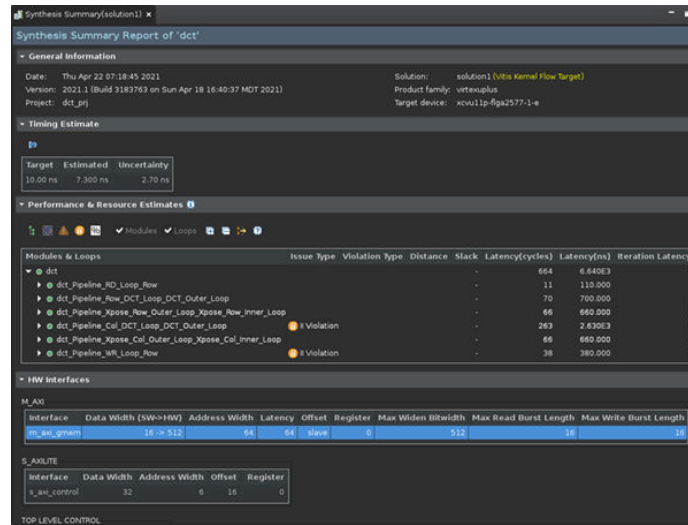 Synthesis Summary(solution1)
Synthesis Summary Report of 'dct'
General Information
Date: Thu Apr 22 07:18:45 2021 Solution: solution1 (Vitis Kernel Flow Target)
Version: 2021.1 (Build 3183763 on Sun Apr 18 16:40:37 MDT 2021) Product family: virtexuplus
Project: dct_prj Target device: xcvu11p-flga2577-1-e
Timing Estimate
Target Estimated Uncertainty
10.00 ns 7.300 ns 2.70 ns
Performance & Resource Estimates
Modules Loops
Modules & Loops Issue Type Violation Type Distance Slack Latency(cycles) Latency(ns) Iteration Latency
dct - 664 6.640E3
dct_Pipeline_RD_Loop_Row - 11 110.000
dct_Pipeline_Row_DCT_Loop_DCT_Outer_Loop - 70 700.000
dct_Pipeline_Xpose_Row_Outer_Loop_Xpose_Row_Inner_Loop - 66 660.000
dct_Pipeline_Col_DCT_Loop_DCT_Outer_Loop II Violation - 263 2.630E3
dct_Pipeline_Xpose_Col_Outer_Loop_Xpose_Col_Inner_Loop - 66 660.000
dct_Pipeline_WR_Loop_Row II Violation - 38 380.000
HW Interfaces
M_AXI
Interface Data Width (SW->HW) Address Width Latency Offset Register Max Widen Bitwidth Max Read Burst Length Max Write Burst Length
m_axi_gmem 16 -> 512 64 64 slave 0 512 16 16
S_AXILITE
Interface Data Width Address Width Offset Register
s_axi_control 32 6 16 0
TOP LEVEL CONTROL